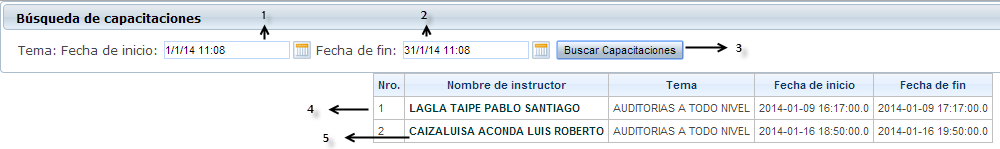 Búsqueda de capacitaciones
1 2
Tema: Fecha de inicio: 1/1/14 11:08 Fecha de fin: 31/1/14 11:08 Buscar Capacitaciones 3
Nro. Nombre de instructor Tema Fecha de inicio Fecha de fin
4 1 LAGLA TAIPE PABLO SANTIAGO AUDITORIAS A TODO NIVEL 2014-01-09 16:17:00.0 2014-01-09 17:17:00.0
5 2 CAIZALUISA ACONDA LUIS ROBERTO AUDITORIAS A TODO NIVEL 2014-01-16 18:50:00.0 2014-01-16 19:50:00.0